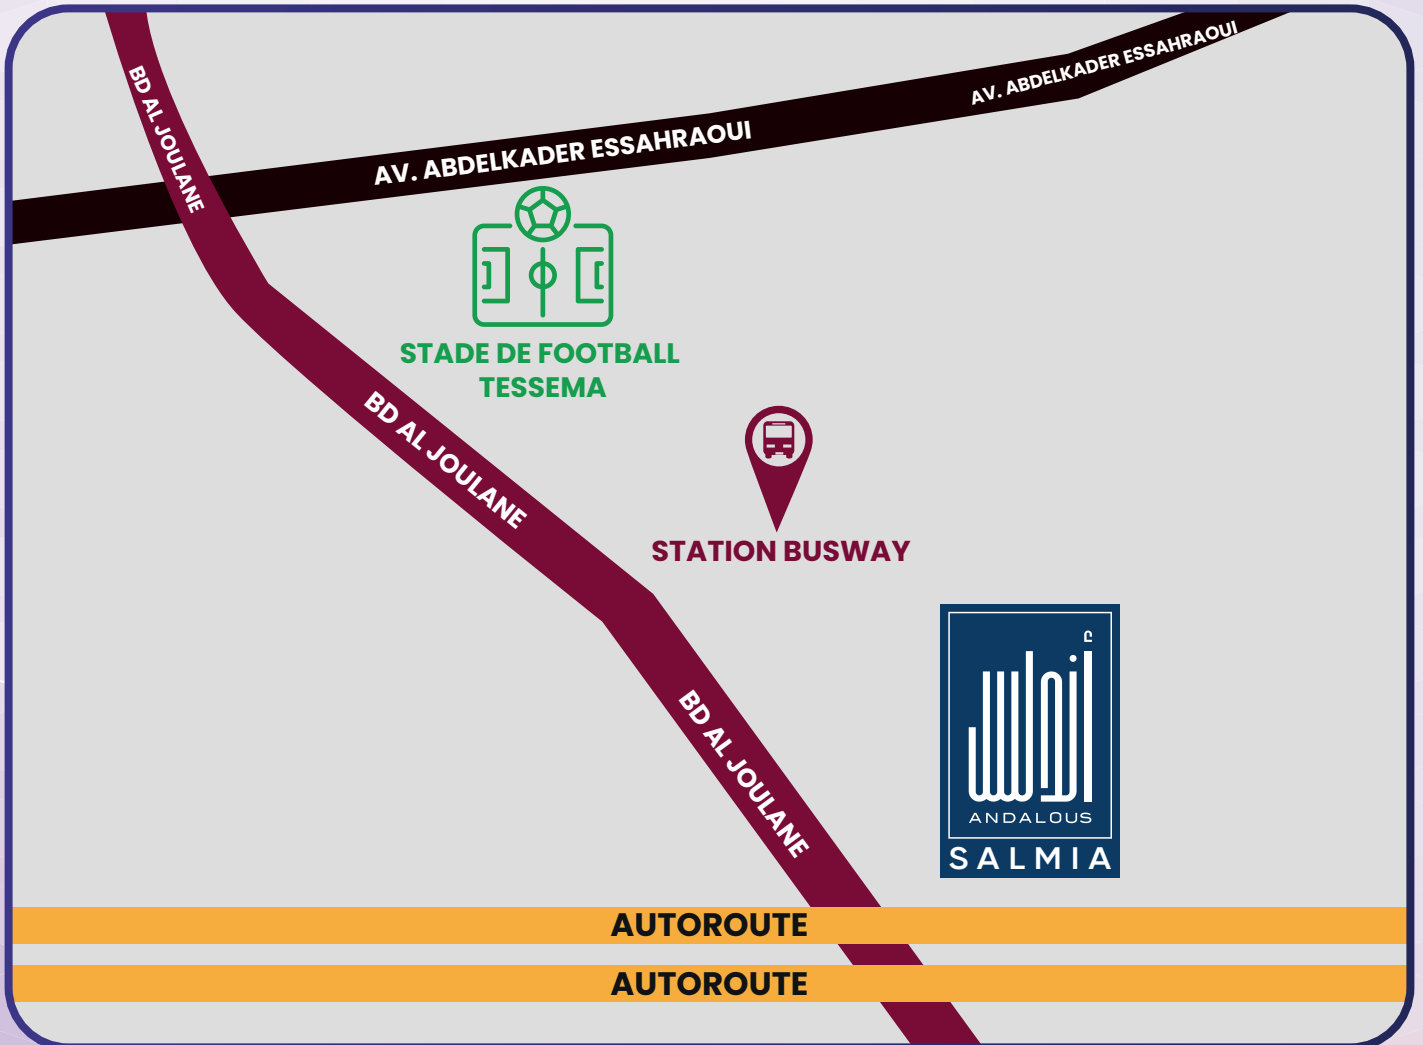 BD AL JOULANE
AV. ABDELKADER ESSAHRAOUI
AV. ABDELKADER ESSAHRAOUI
STADE DE FOOTBALL
TESSEMA
BD AL JOULANE
STATION BUSWAY
أندلس
ANDALOUS
SALMIA
BD AL JOULANE
AUTOROUTE
AUTOROUTE